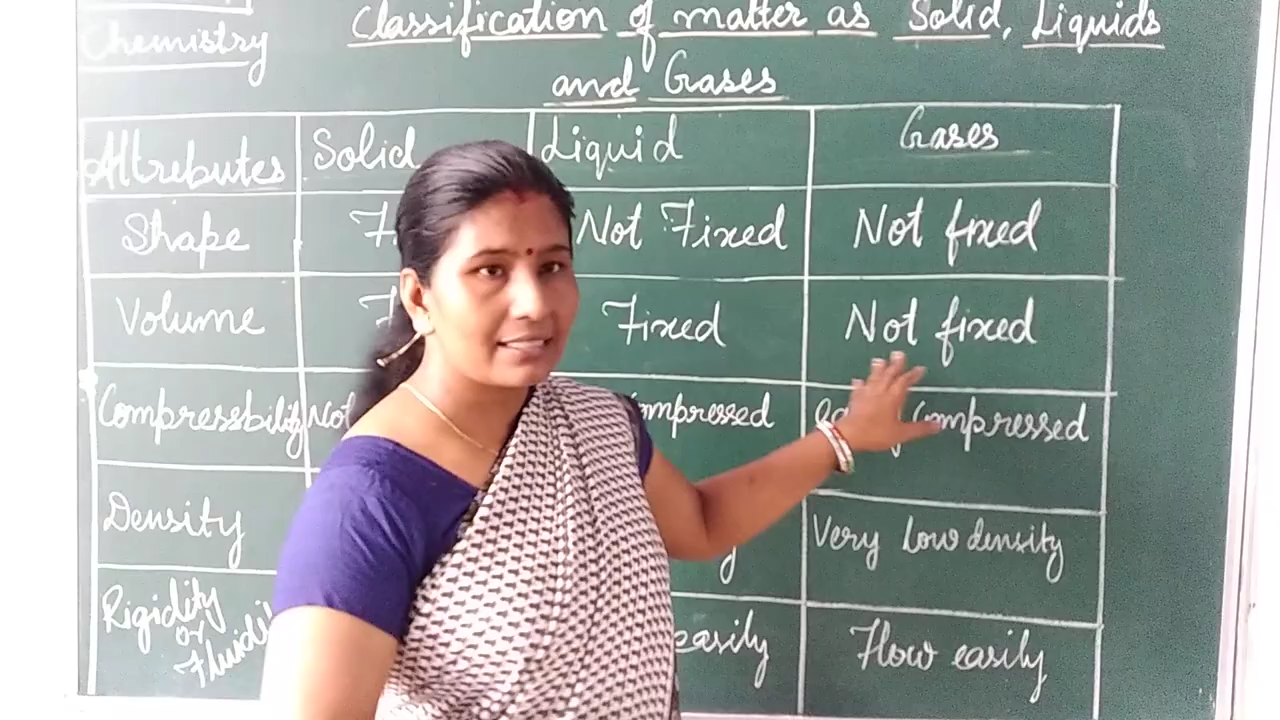 Chemistry Classification of matter as Solid, Liquids
and Gases
Attributes Solid Liquid Gases
Shape Not Fixed Not fixed
Volume Fixed Not fixed
Compressbility Not compressed
Density Very low density
Rigidity easily Flow easily
or